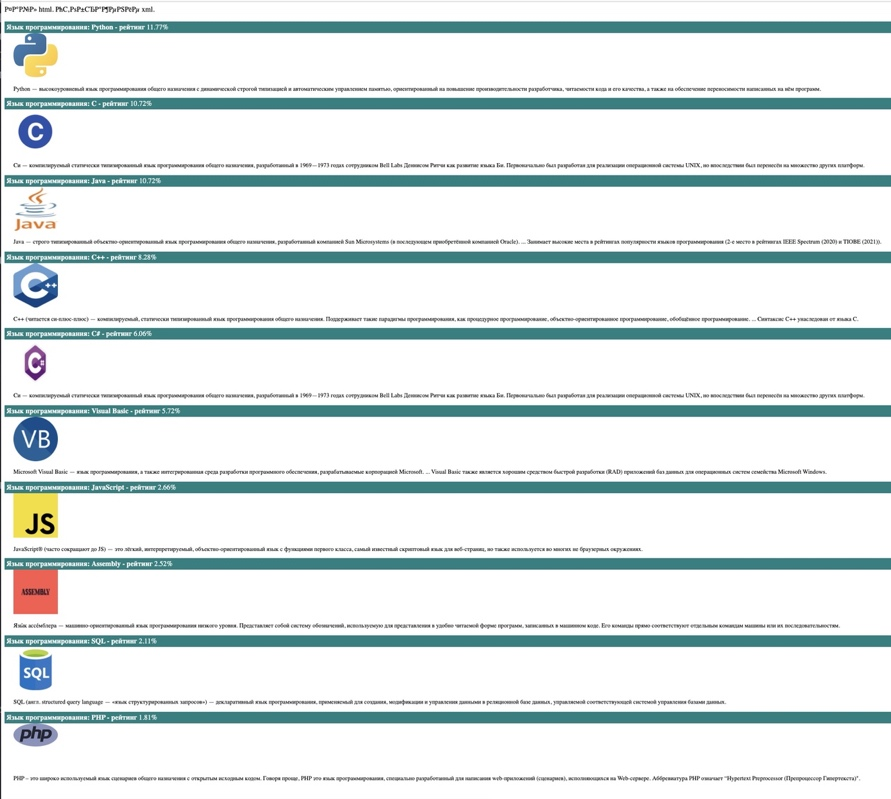 Р¤Р°Р№Р» html. РћС‚РѕР±СЂР°Р¶РµРЅРёРµ xml.
Язык программирования: Python - рейтинг 11.77%
Python — высокоуровневый язык программирования общего назначения с динамической строгой типизацией и автоматическим управлением памятью, ориентированный на повышение производительности разработчика, читаемости кода и его качества, а также на обеспечение переносимости написанных на нём программ.
Язык программирования: C - рейтинг 10.72%
C
Си — компилируемый статически типизированный язык программирования общего назначения, разработанный в 1969—1973 годах сотрудником Bell Labs Деннисом Ритчи как развитие языка Би. Первоначально был разработан для реализации операционной системы UNIX, но впоследствии был перенесён на множество других платформ.
Язык программирования: Java - рейтинг 10.72%
Java
Java — строго типизированный объектно-ориентированный язык программирования общего назначения, разработанный компанией Sun Microsystems (в последующем приобретённой компанией Oracle). ... Занимает высокие места в рейтингах популярности языков программирования (2-е место в рейтингах IEEE Spectrum (2020) и TIOBE (2021)).
Язык программирования: C++ - рейтинг 8.28%
C++
C++ (читается си-плюс-плюс) — компилируемый, статически типизированный язык программирования общего назначения. Поддерживает такие парадигмы программирования, как процедурное программирование, объектно-ориентированное программирование, обобщённое программирование. ... Синтаксис C++ унаследован от языка C.
Язык программирования: C# - рейтинг 6.06%
C#
Си — компилируемый статически типизированный язык программирования общего назначения, разработанный в 1969—1973 годах сотрудником Bell Labs Деннисом Ритчи как развитие языка Би. Первоначально был разработан для реализации операционной системы UNIX, но впоследствии был перенесён на множество других платформ.
Язык программирования: Visual Basic - рейтинг 5.72%
VB
Microsoft Visual Basic — язык программирования, а также интегрированная среда разработки программного обеспечения, разрабатываемые корпорацией Microsoft. ... Visual Basic также является хорошим средством быстрой разработки (RAD) приложений баз данных для операционных систем семейства Microsoft Windows.
Язык программирования: JavaScript - рейтинг 2.66%
JS
JavaScript® (часто сокращают до JS) — это лёгкий, интерпретируемый, объектно-ориентированный язык с функциями первого класса, самый известный скриптовый язык для веб-страниц, но также используется во многих не браузерных окружениях.
Язык программирования: Assembly - рейтинг 2.52%
ASSEMBLY
Язы́к ассе́мблера — машинно-ориентированный язык программирования низкого уровня. Представляет собой систему обозначений, используемую для представления в удобно читаемой форме программ, записанных в машинном коде. Его команды прямо соответствуют отдельным командам машины или их последовательностям.
Язык программирования: SQL - рейтинг 2.11%
SQL
SQL (англ. structured query language — «язык структурированных запросов») — декларативный язык программирования, применяемый для создания, модификации и управления данными в реляционной базе данных, управляемой соответствующей системой управления базами данных.
Язык программирования: PHP - рейтинг 1.81%
php
PHP - это широко используемый язык сценариев общего назначения с открытым исходным кодом. Говоря проще, PHP это язык программирования, специально разработанный для написания web-приложений (сценариев), исполняющихся на Web-сервере. Аббревиатура PHP означает "Hypertext Preprocessor (Препроцессор Гипертекста)".